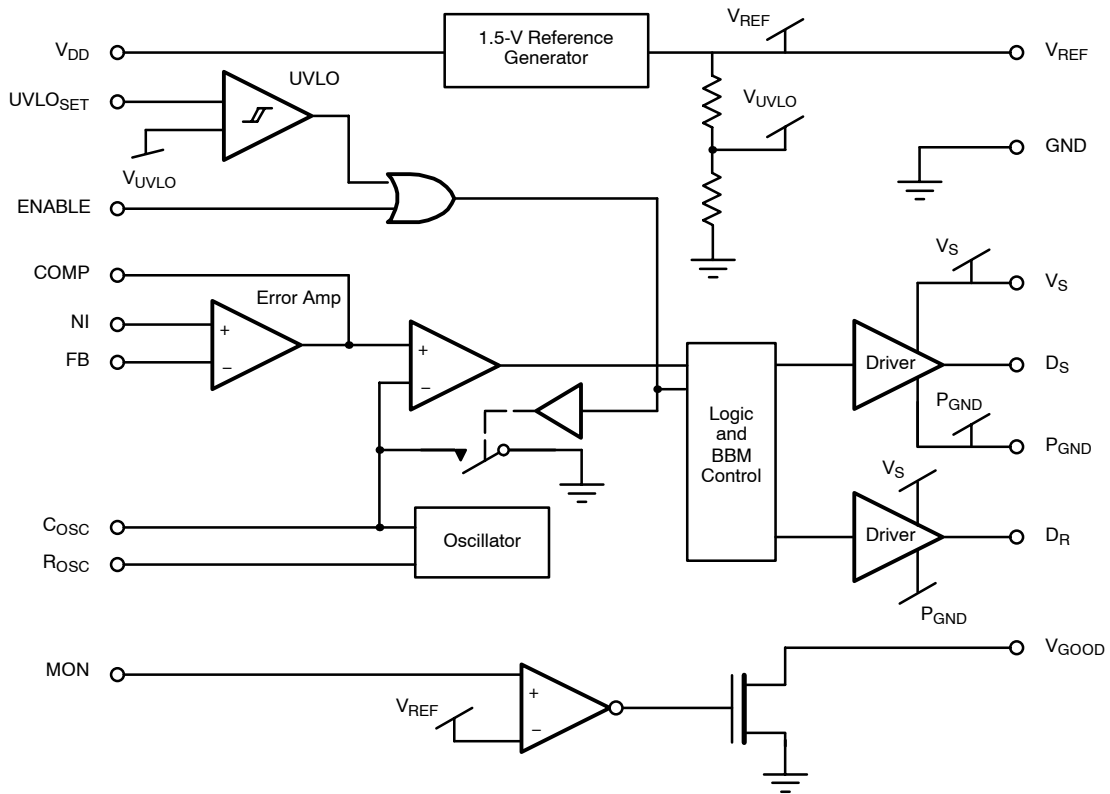 VREF
VDD
1.5-V Reference
Generator
VREF
UVLO
UVLOSET
VUVLO
GND
VUVLO
ENABLE
VS
COMP
VS
Error Amp
NI
+
+
FB
−
−
Driver
DS
PGND
Logic
and
BBM
Control
PGND
VS
COSC
Oscillator
Driver
DR
ROSC
PGND
MON
VGOOD
+
VREF
−